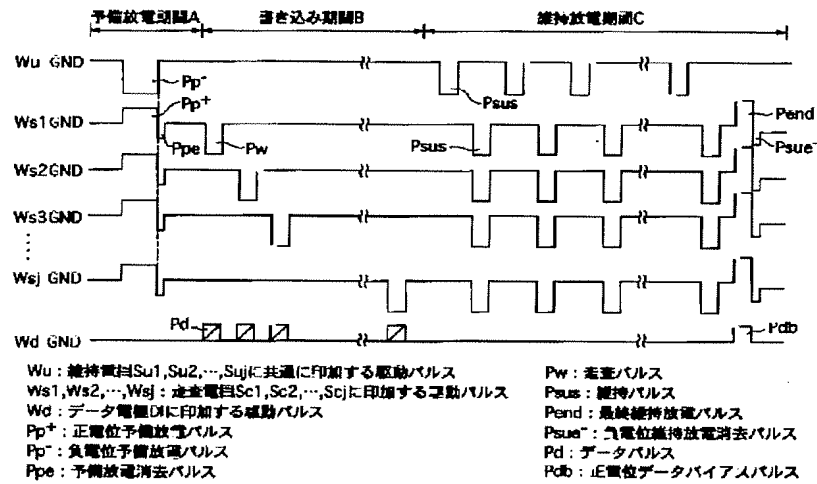 予備放電期間A 書き込み期間B 維持放電期間C
Wu GND
Pp-
Psus
Pp+
Ws1GND
Pend
Ppe
Pw
Psus
Psue-
Ws2GND
Ws3GND
Wsj GND
Pd
Pdb
Wd GND
Wu:維持電極Su1,Su2,…,Sujに共通に印加する駆動パルス
Ws1,Ws2,…,Wsj:走査電極Sc1,Sc2,…,Scjに印加する駆動パルス
Wd:データ電極Diに印加する駆動パルス
Pp+:正電位予備放電パルス
Pp-:負電位予備放電パルス
Ppe:予備放電消去パルス
Pw:走査パルス
Psus:維持パルス
Pend:最終維持放電パルス
Psue-:負電位維持放電消去パルス
Pd:データパルス
Pdb:正電位データバイアスパルス